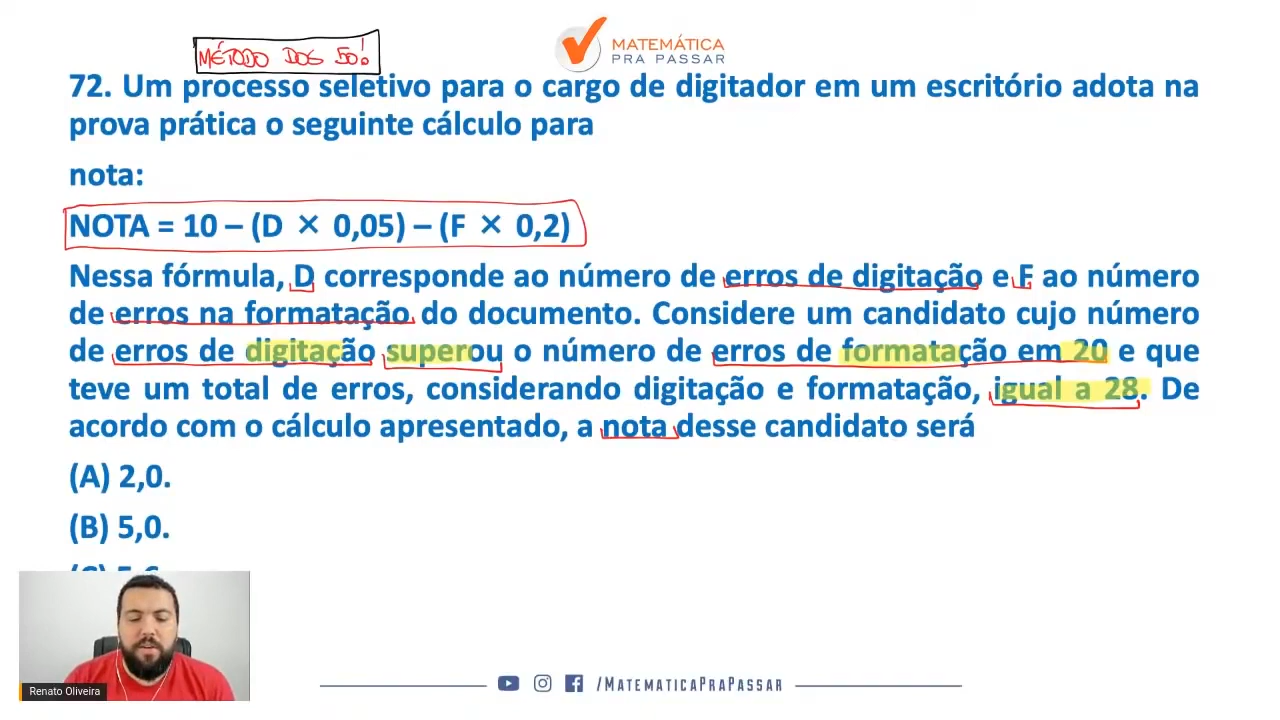 MÉTODO DOS 50!
MATEMÁTICA
PRA PASSAR
72. Um processo seletivo para o cargo de digitador em um escritório adota na
prova prática o seguinte cálculo para
nota:
NOTA = 10 – (D × 0,05) – (F × 0,2)
Nessa fórmula, D corresponde ao número de erros de digitação e F ao número
de erros na formatação do documento. Considere um candidato cujo número
de erros de digitação superou o número de erros de formatação em 20 e que
teve um total de erros, considerando digitação e formatação, igual a 28. De
acordo com o cálculo apresentado, a nota desse candidato será
(A) 2,0.
(B) 5,0.
Renato Oliveira
/MATEMATICAPRAPASSAR